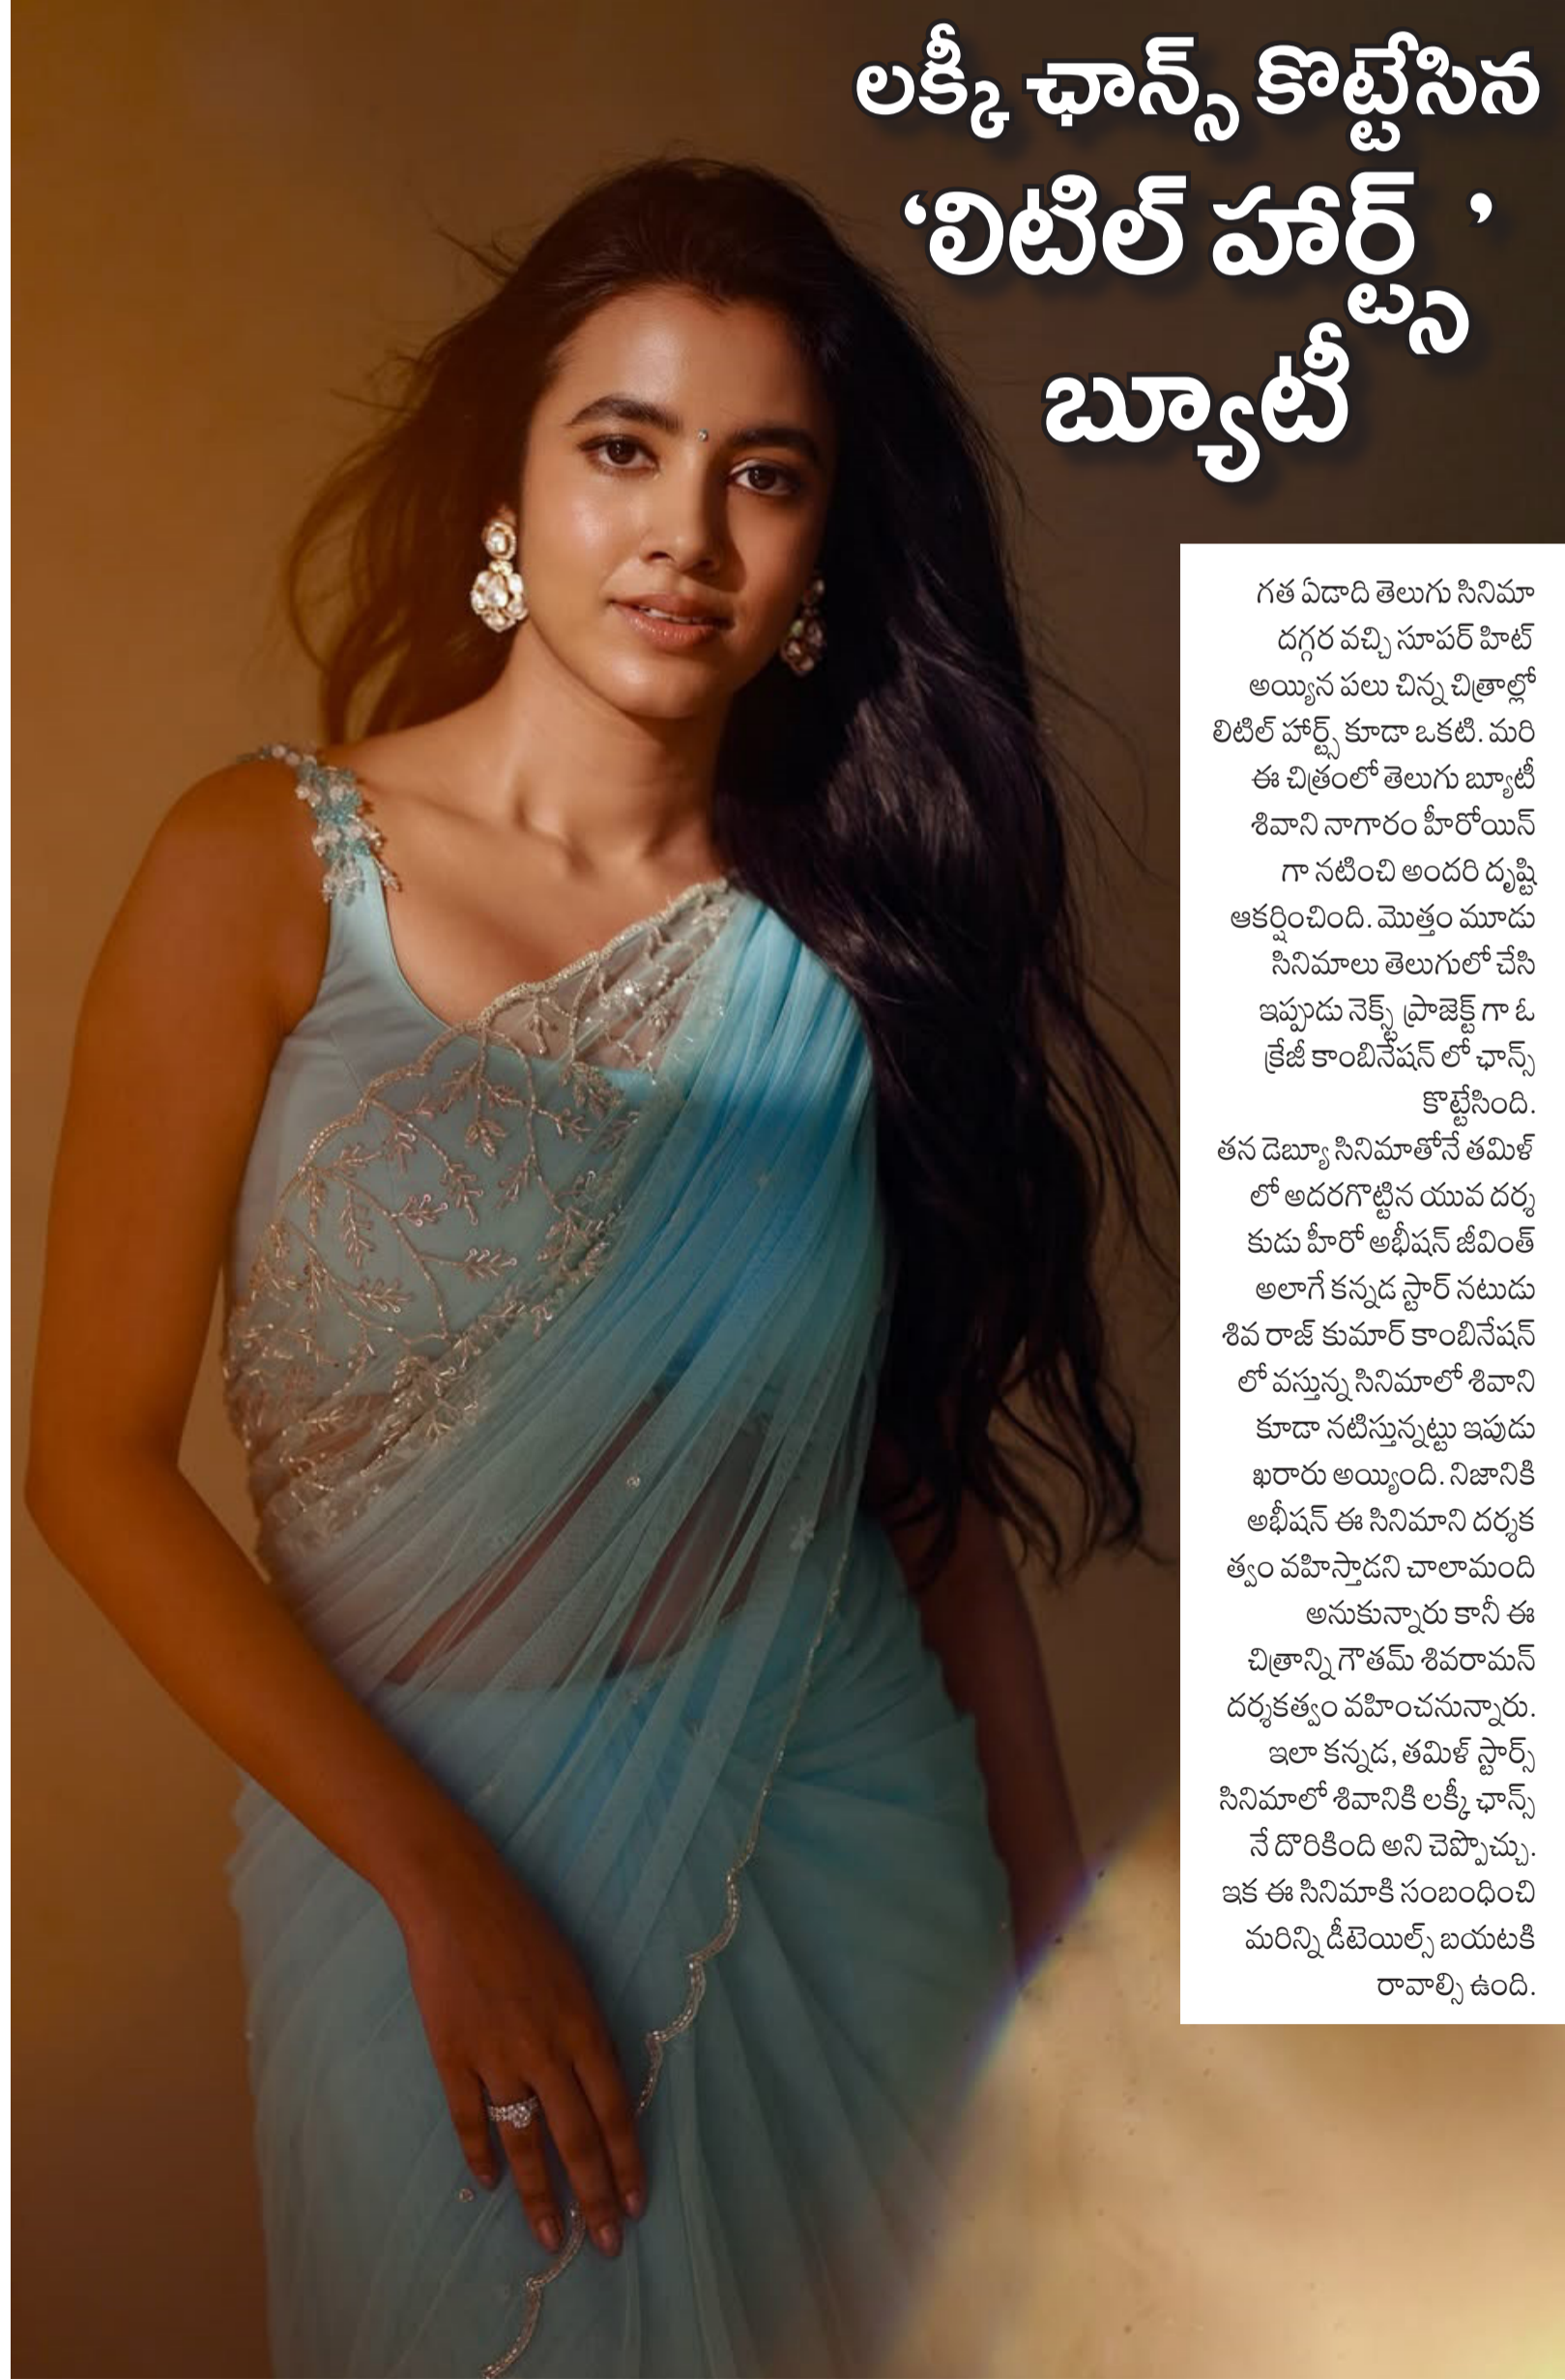 లక్కీ ఛాన్స్ కొట్టేసిన
‘లిటిల్ హార్ట్స్ ’
బ్యూటీ
గత ఏడాది తెలుగు సినిమా
దగ్గర వచ్చి సూపర్ హిట్
అయ్యిన పలు చిన్న చిత్రాల్లో
లిటిల్ హార్ట్స్ కూడా ఒకటి. మరి
ఈ చిత్రంలో తెలుగు బ్యూటీ
శివాని నాగారం హీరోయిన్
గా నటించి అందరి దృష్టి
ఆకర్షించింది. మొత్తం మూడు
సినిమాలు తెలుగులో చేసి
ఇప్పుడు నెక్స్ట్ ప్రాజెక్ట్ గా ఓ
క్రేజీ కాంబినేషన్ లో ఛాన్స్
కొట్టేసింది.
తన డెబ్యూ సినిమాతోనే తమిళ్
లో అదరగొట్టిన యువ దర్శ
కుడు హీరో అభీషన్ జీవింత్
అలాగే కన్నడ స్టార్ నటుడు
శివ రాజ్ కుమార్ కాంబినేషన్
లో వస్తున్న సినిమాలో శివాని
కూడా నటిస్తున్నట్టు ఇపుడు
ఖరారు అయ్యింది. నిజానికి
అభీషన్ ఈ సినిమాని దర్శక
త్వం వహిస్తాడని చాలామంది
అనుకున్నారు కానీ ఈ
చిత్రాన్ని గౌతమ్ శివరామన్
దర్శకత్వం వహించనున్నారు.
ఇలా కన్నడ, తమిళ్ స్టార్స్
సినిమాలో శివానికి లక్కీ ఛాన్స్
నే దొరికింది అని చెప్పొచ్చు.
ఇక ఈ సినిమాకి సంబంధించి
మరిన్ని డీటెయిల్స్ బయటకి
రావాల్సి ఉంది.